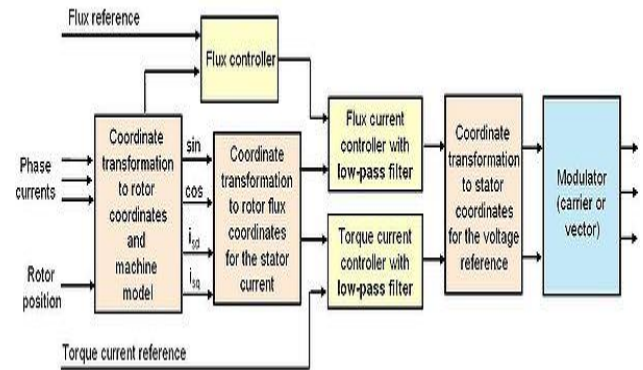 Flux reference
Flux controller
Phase
currents
Rotor
position
Coordinate
transformation
to rotor
coordinates
and
machine
model
sin
cos
isd
isq
Coordinate
transformation
to rotor flux
coordinates
for the stator
current
Flux current
controller with
low-pass filter
Torque current
controller with
low-pass filter
Coordinate
transformation
to stator
coordinates
for the voltage
reference
Modulator
(carrier or
vector)
Torque current reference